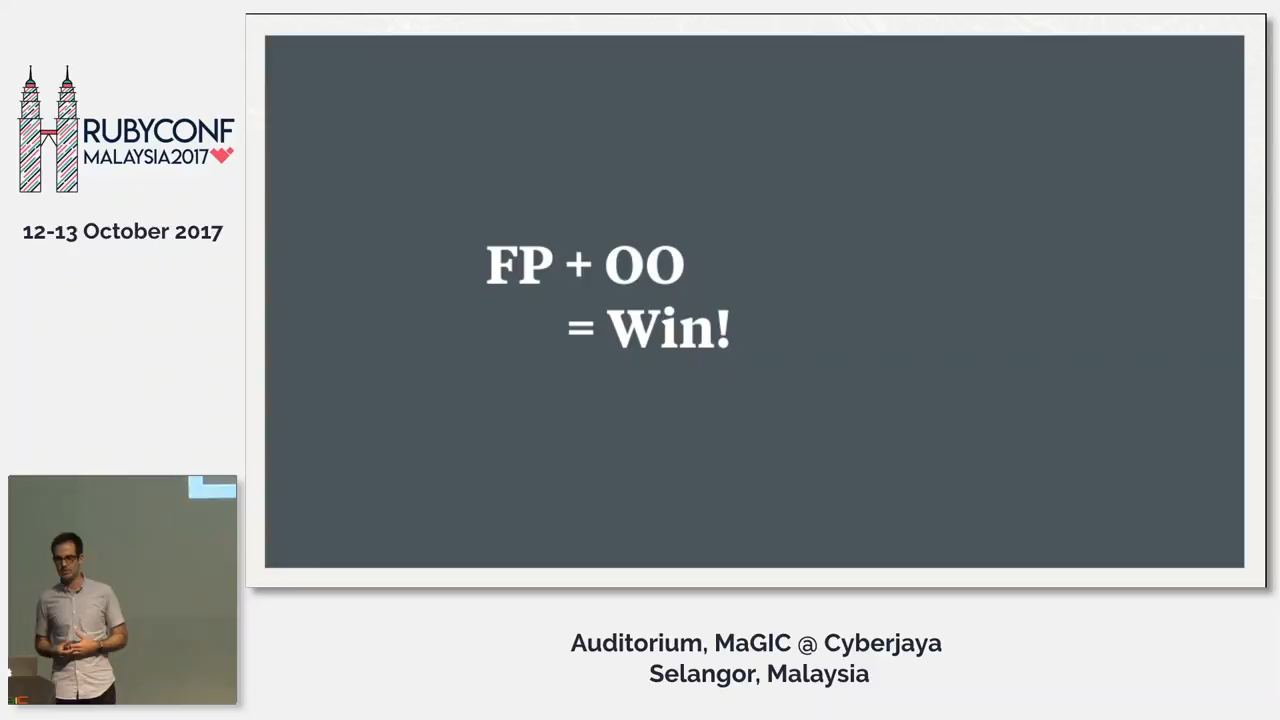 RUBYCONF
MALAYSIA2017
12-13 October 2017
FP + OO
= Win!
Auditorium, MaGIC @ Cyberjaya
Selangor, Malaysia